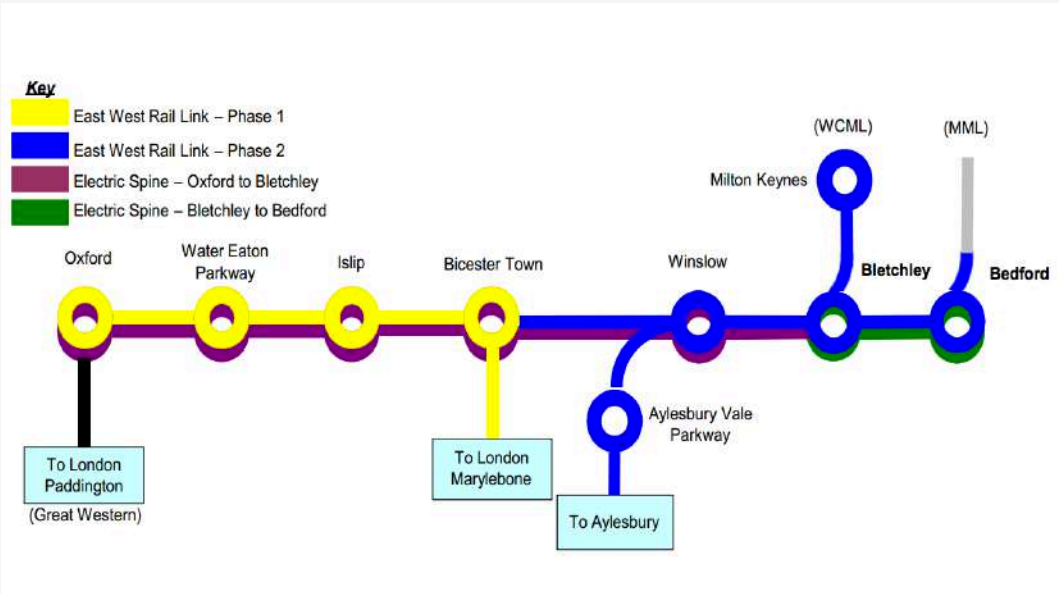 Key
East West Rail Link – Phase 1
East West Rail Link – Phase 2
Electric Spine – Oxford to Bletchley
Electric Spine – Bletchley to Bedford
(WCML)
(MML)
Milton Keynes
Oxford
Water Eaton
Parkway
Islip
Bicester Town
Winslow
Bletchley
Bedford
Aylesbury Vale
Parkway
To London
Paddington
(Great Western)
To London
Marylebone
To Aylesbury